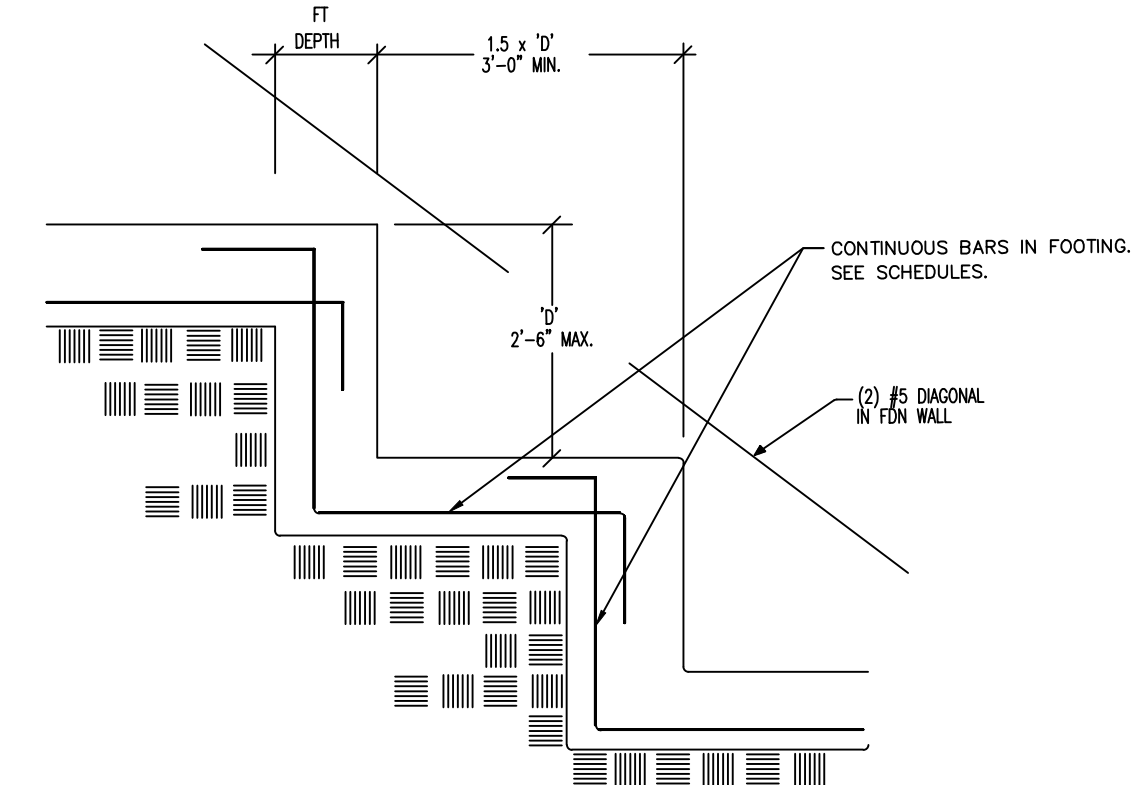 FT
DEPTH
1.5 x 'D'
3'-0" MIN.
'D'
2'-6" MAX.
CONTINUOUS BARS IN FOOTING.
SEE SCHEDULES.
(2) #5 DIAGONAL
IN FDN WALL